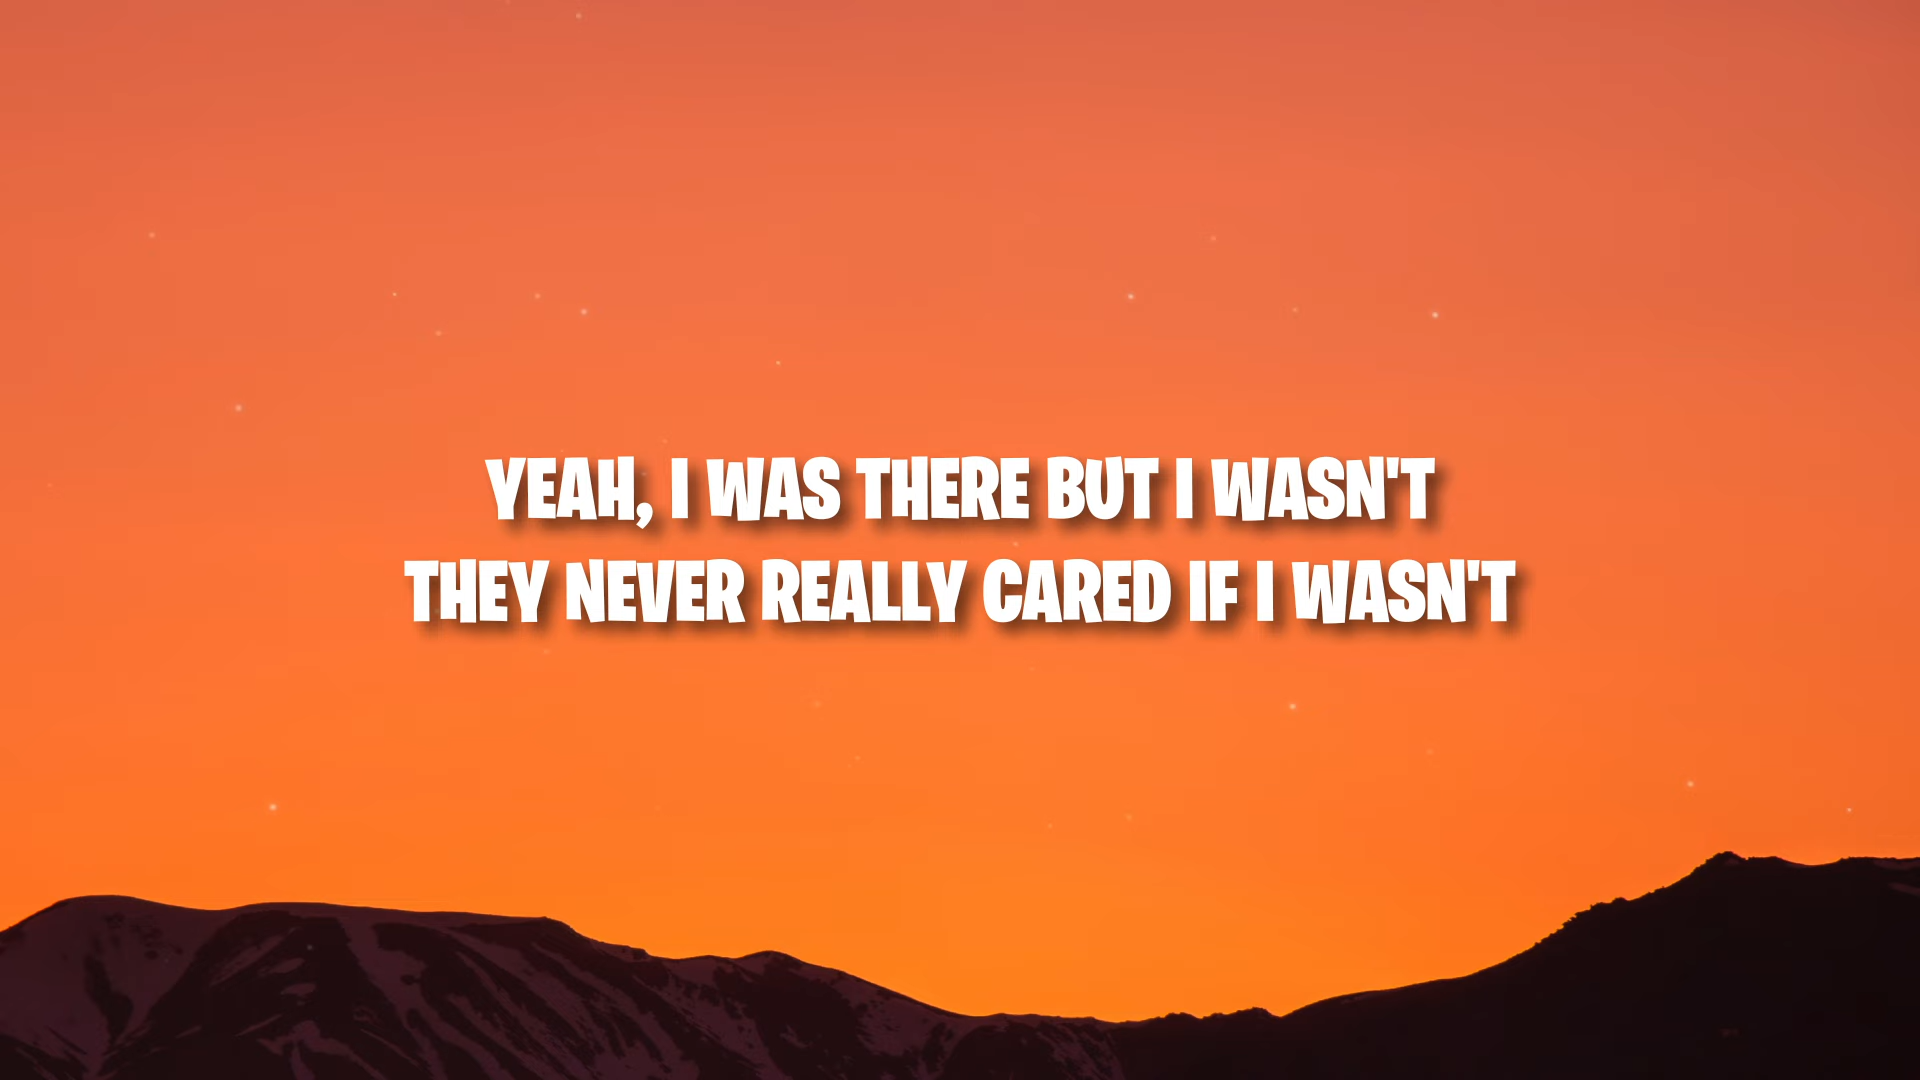 YEAH, I WAS THERE BUT I WASN'T
THEY NEVER REALLY CARED IF I WASN'T